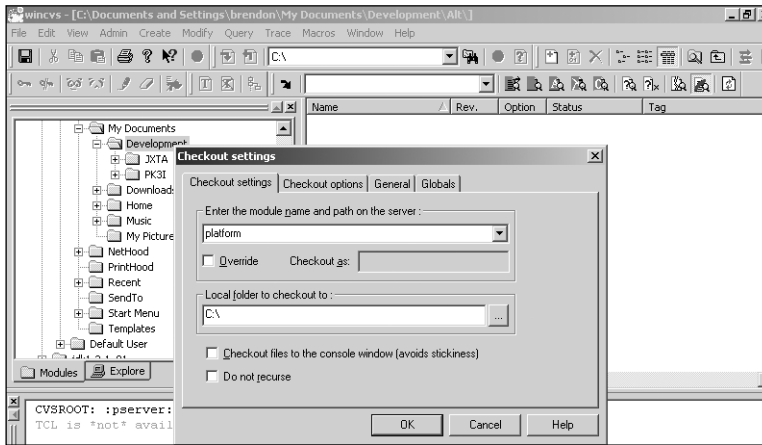 wincvs - [C:\Documents and Settings\brendon\My Documents\Development\Alt\]
File Edit View Admin Create Modify Query Trace Macros Window Help
C:\
Name Rev. Option Status Tag
My Documents
Development
JXTA
PK3I
Downloads
Home
Music
My Picture
NetHood
PrintHood
Recent
SendTo
Start Menu
Templates
Default User
Modules Explore
Checkout settings
Checkout settings Checkout options General Globals
Enter the module name and path on the server :
platform
Override Checkout as:
Local folder to checkout to :
C:\
...
Checkout files to the console window (avoids stickiness)
Do not recurse
OK Cancel Help
CVSROOT: :pserver:
TCL is *not* avail